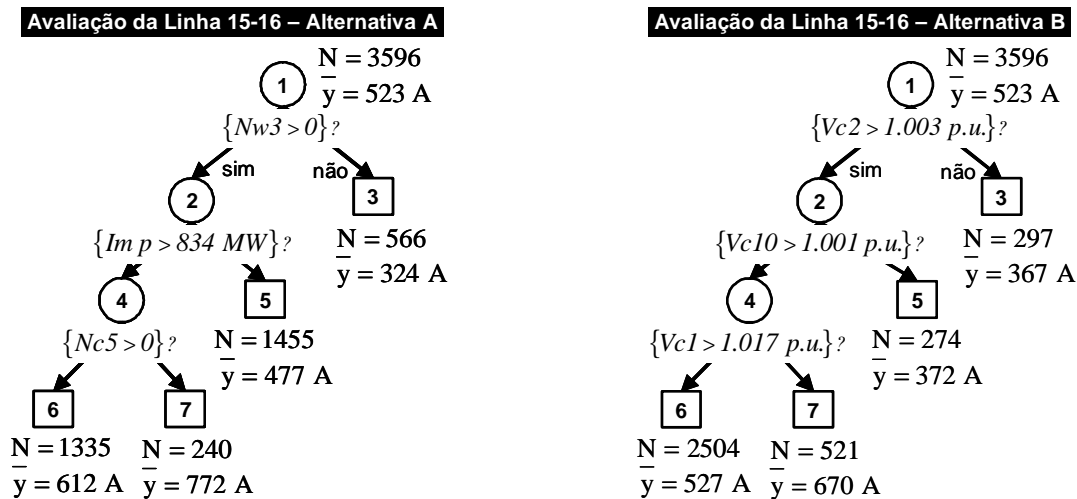 Avaliação da Linha 15-16 – Alternativa A
1
N = 3596
y = 523 A
{Nw3 > 0}?
sim
não
2
3
{Im p > 834 MW}?
N = 566
y = 324 A
4
5
{Nc5 > 0}?
N = 1455
y = 477 A
6
7
N = 1335
y = 612 A
N = 240
y = 772 A
Avaliação da Linha 15-16 – Alternativa B
1
N = 3596
y = 523 A
{Vc2 > 1.003 p.u.}?
sim
não
2
3
{Vc10 > 1.001 p.u.}?
N = 297
y = 367 A
4
5
{Vc1 > 1.017 p.u.}?
N = 274
y = 372 A
6
7
N = 2504
y = 527 A
N = 521
y = 670 A